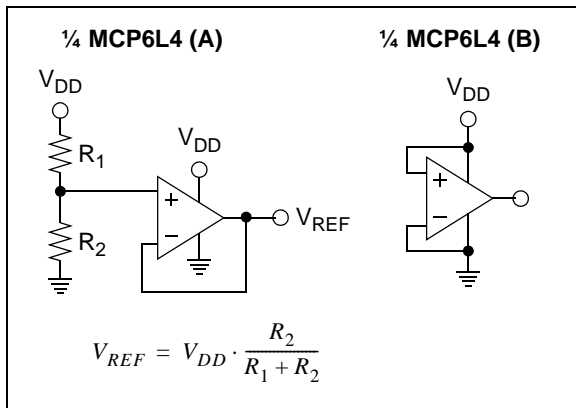 ¼ MCP6L4 (A)
¼ MCP6L4 (B)
V_DD
R_1
R_2
V_DD
+
−
V_REF
V_DD
+
−
V_REF = V_DD · R_2 / (R_1 + R_2)